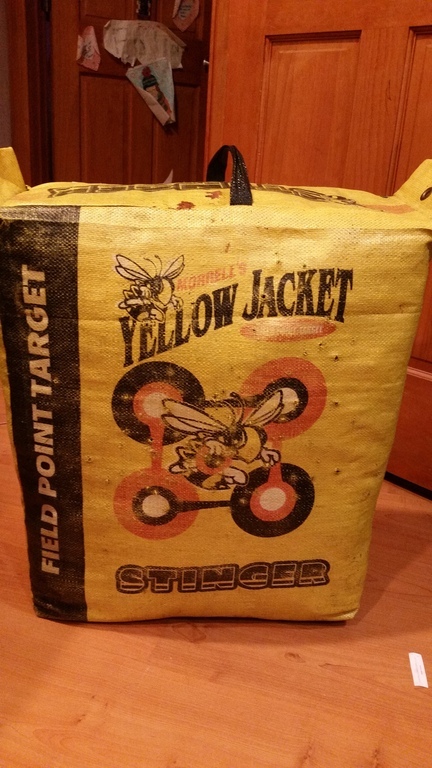 FIELD POINT TARGET
MORRELL'S
YELLOW JACKET
STINGER